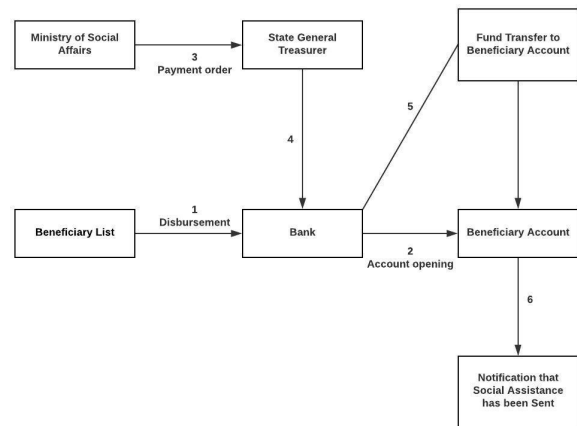 Ministry of Social
Affairs
3
Payment order
State General
Treasurer
Fund Transfer to
Beneficiary Account
4
5
Beneficiary List
1
Disbursement
Bank
2
Account opening
Beneficiary Account
6
Notification that
Social Assistance
has been Sent